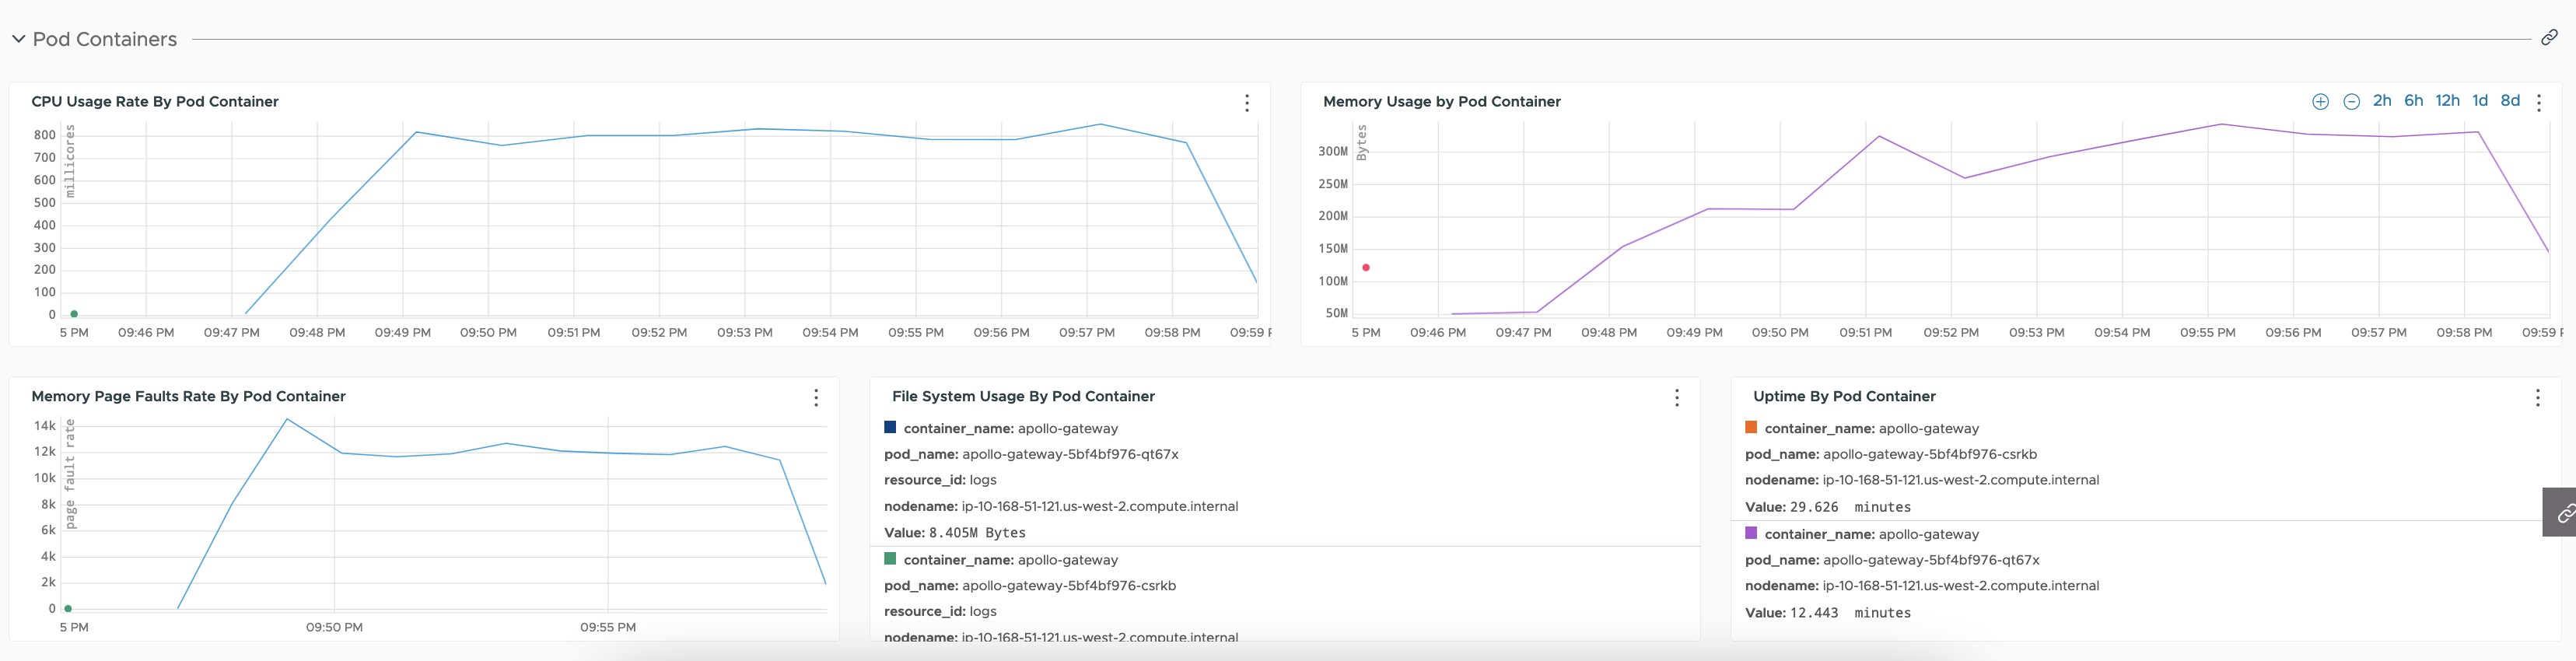 Pod Containers
CPU Usage Rate By Pod Container
millicores
800
700
600
500
400
300
200
100
0
5 PM 09:46 PM 09:47 PM 09:48 PM 09:49 PM 09:50 PM 09:51 PM 09:52 PM 09:53 PM 09:54 PM 09:55 PM 09:56 PM 09:57 PM 09:58 PM 09:59
Memory Usage by Pod Container
2h 6h 12h 1d 8d
Bytes
300M
250M
200M
150M
100M
50M
5 PM 09:46 PM 09:47 PM 09:48 PM 09:49 PM 09:50 PM 09:51 PM 09:52 PM 09:53 PM 09:54 PM 09:55 PM 09:56 PM 09:57 PM 09:58 PM 09:59
Memory Page Faults Rate By Pod Container
page fault rate
14k
12k
10k
8k
6k
4k
2k
0
5 PM 09:50 PM 09:55 PM
File System Usage By Pod Container
container_name: apollo-gateway
pod_name: apollo-gateway-5bf4bf976-qt67x
resource_id: logs
nodename: ip-10-168-51-121.us-west-2.compute.internal
Value: 8.405M Bytes
container_name: apollo-gateway
pod_name: apollo-gateway-5bf4bf976-csrkb
resource_id: logs
nodename: ip-10-168-51-121.us-west-2.compute.internal
Uptime By Pod Container
container_name: apollo-gateway
pod_name: apollo-gateway-5bf4bf976-csrkb
nodename: ip-10-168-51-121.us-west-2.compute.internal
Value: 29.626 minutes
container_name: apollo-gateway
pod_name: apollo-gateway-5bf4bf976-qt67x
nodename: ip-10-168-51-121.us-west-2.compute.internal
Value: 12.443 minutes